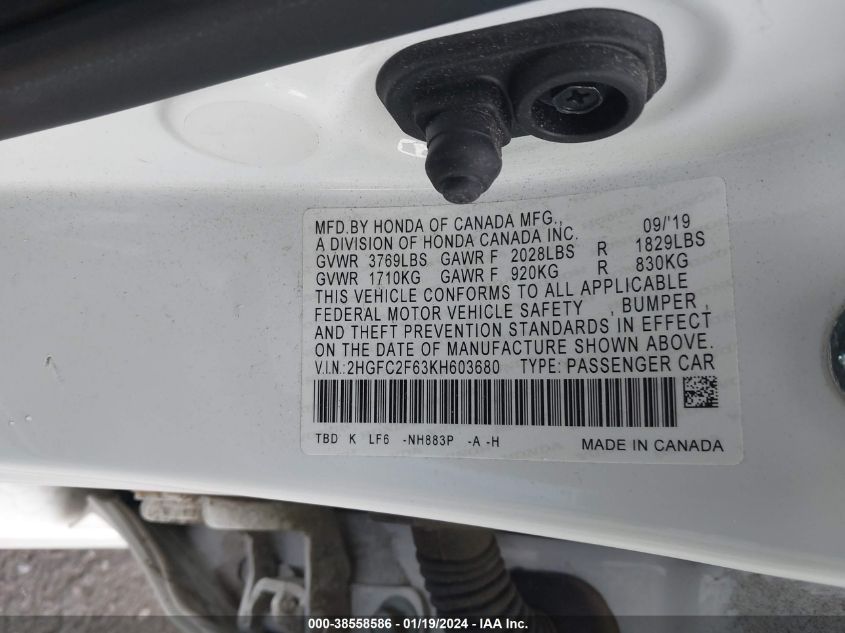 MFD.BY HONDA OF CANADA MFG., 09/'19
A DIVISION OF HONDA CANADA INC.
GVWR 3769LBS GAWR F 2028LBS R 1829LBS
GVWR 1710KG GAWR F 920KG R 830KG
THIS VEHICLE CONFORMS TO ALL APPLICABLE
FEDERAL MOTOR VEHICLE SAFETY , BUMPER ,
AND THEFT PREVENTION STANDARDS IN EFFECT
ON THE DATE OF MANUFACTURE SHOWN ABOVE.
V.I.N.:2HGFC2F63KH603680 TYPE:PASSENGER CAR
TBD K LF6 -NH883P -A -H
MADE IN CANADA
000-38558586 / 01/19/2024 - IAA Inc.